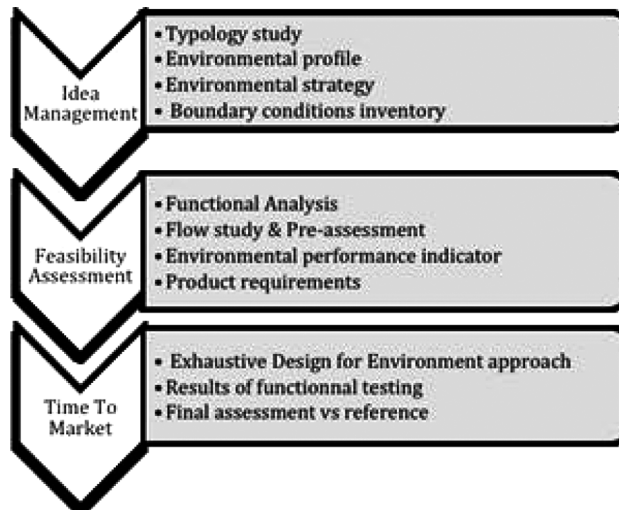 Idea
Management
• Typology study
• Environmental profile
• Environmental strategy
• Boundary conditions inventory
Feasibility
Assessment
• Functional Analysis
• Flow study & Pre-assessment
• Environmental performance indicator
• Product requirements
Time To
Market
• Exhaustive Design for Environment approach
• Results of functionnal testing
• Final assessment vs reference